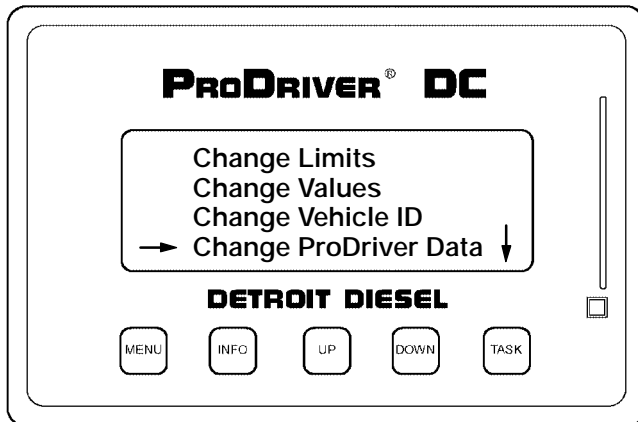 PRODRIVER® DC
Change Limits
Change Values
Change Vehicle ID
Change ProDriver Data
DETROIT DIESEL
MENU INFO UP DOWN TASK